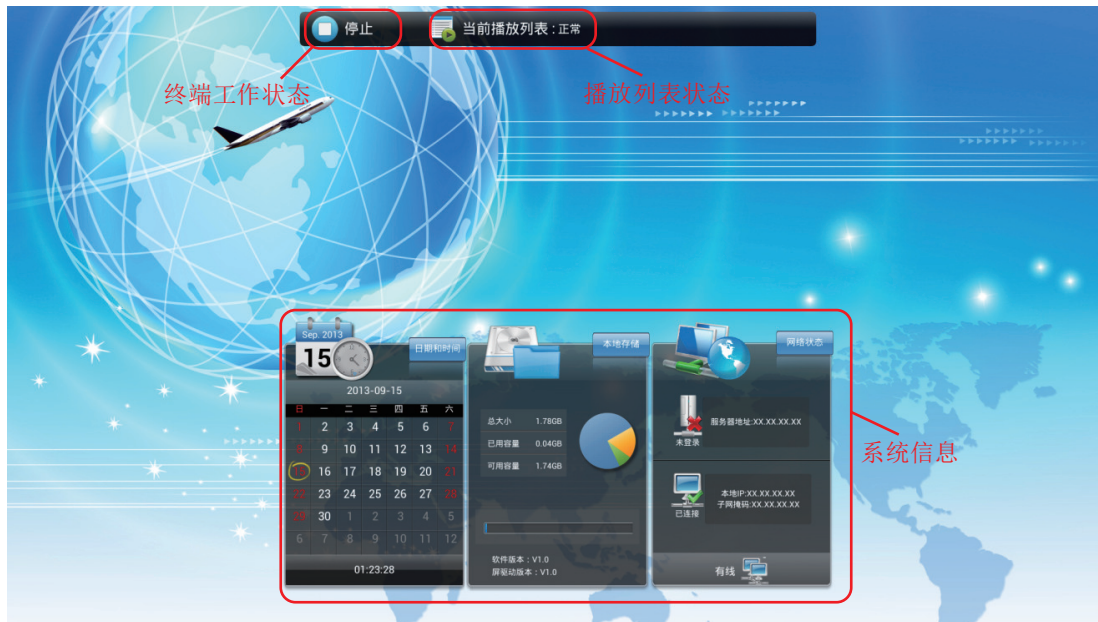 停止
当前播放列表 : 正常
终端工作状态
播放列表状态
Sep. 2013
15
日期和时间
2013-09-15
日 一 二 三 四 五 六
1 2 3 4 5 6 7
8 9 10 11 12 13 14
15 16 17 18 19 20 21
22 23 24 25 26 27 28
29 30 1 2 3 4 5
6 7 8 9 10 11 12
01:23:28
本地存储
总大小 1.78GB
已用容量 0.04GB
可用容量 1.74GB
软件版本 : V1.0
屏驱动版本 : V1.0
网络状态
服务器地址:XX.XX.XX.XX
未登录
本地IP:XX.XX.XX.XX
子网掩码:XX.XX.XX.XX
已连接
有线
系统信息